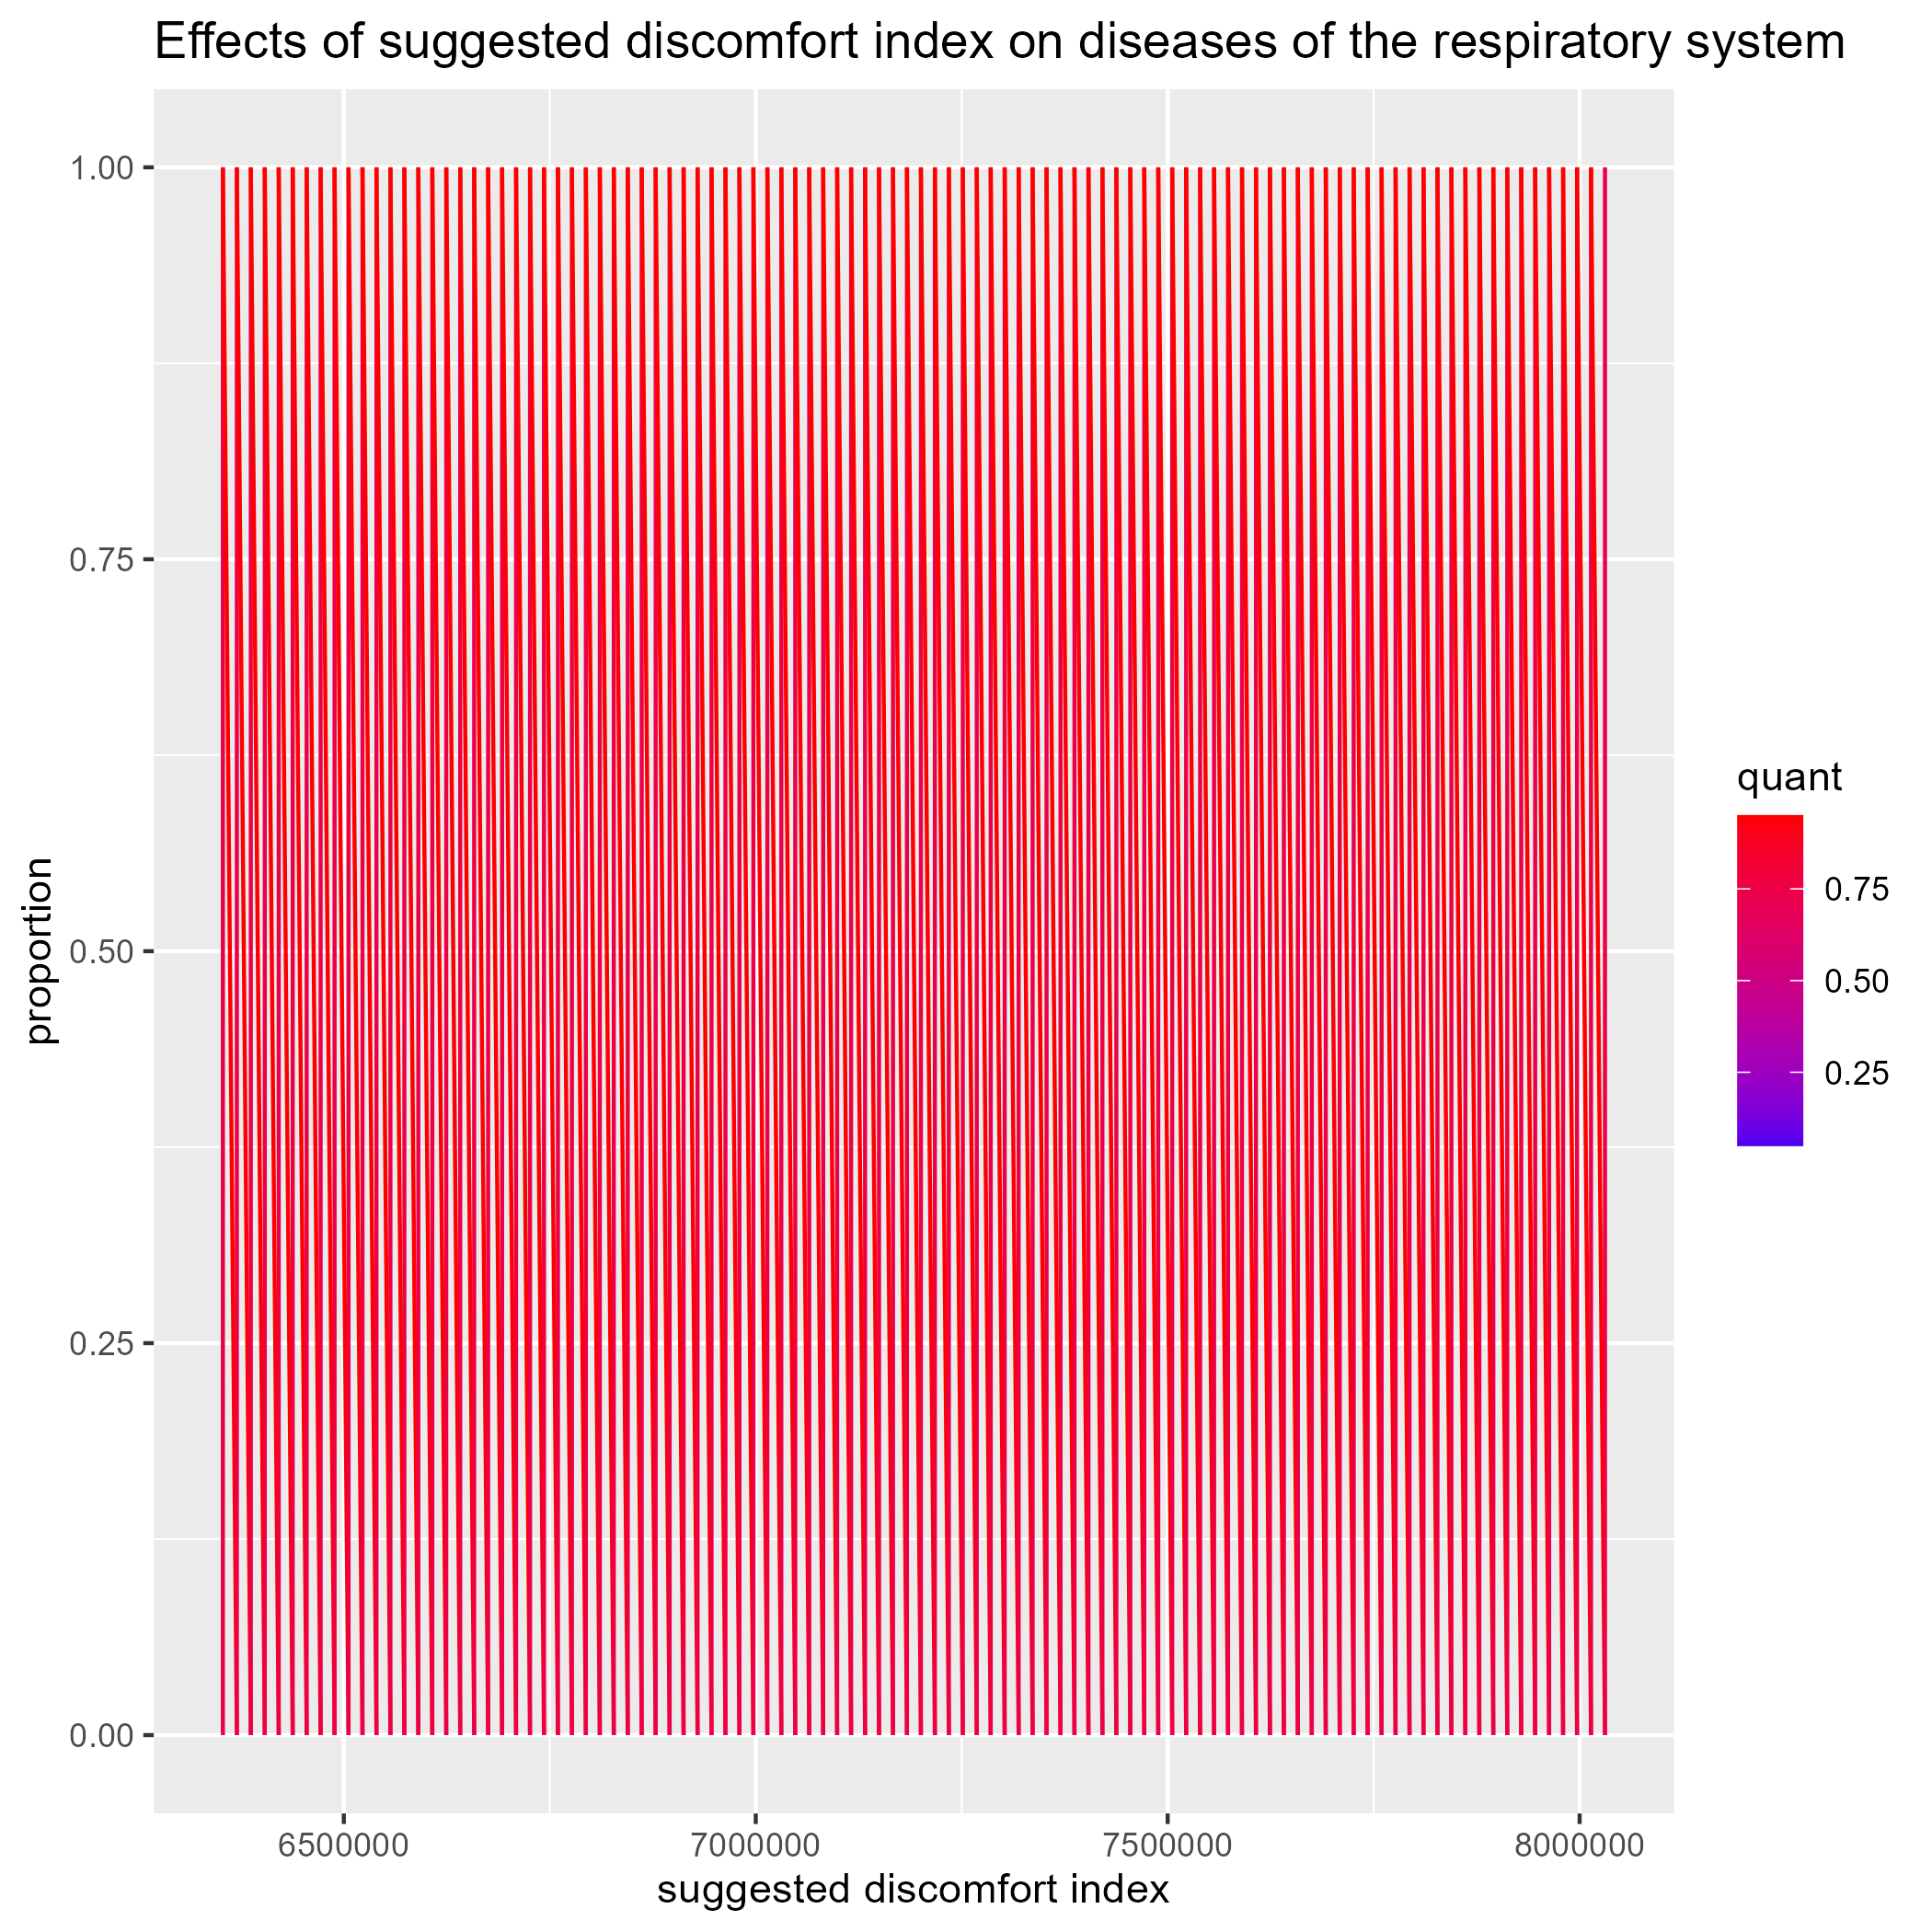 Effects of suggested discomfort index on diseases of the respiratory system
1.00
0.75
0.50
0.25
0.00
proportion
6500000 7000000 7500000 8000000
suggested discomfort index
quant
0.75
0.50
0.25